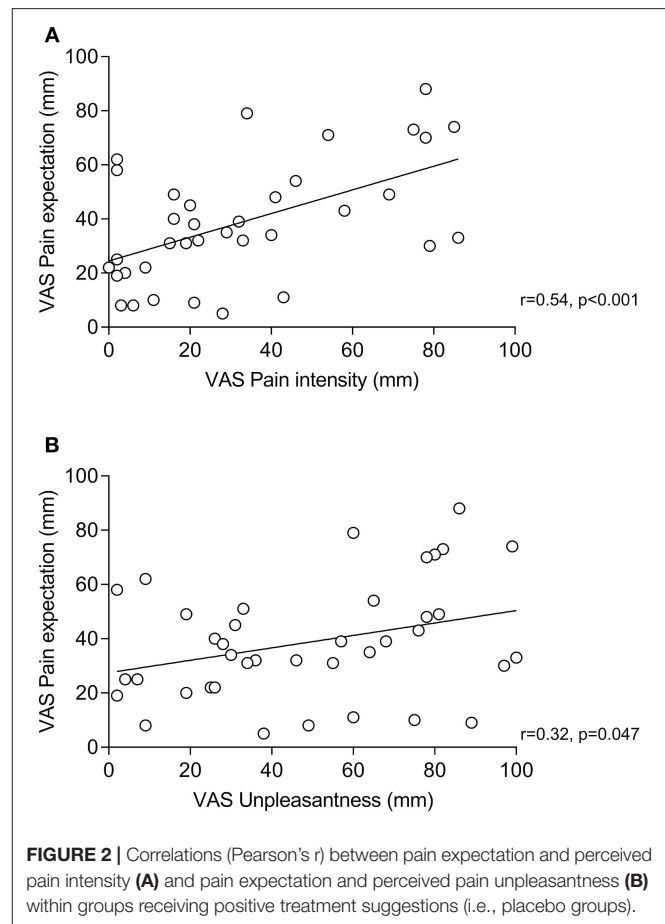 A
100
80
60
40
20
0
VAS Pain expectation (mm)
0 20 40 60 80 100
VAS Pain intensity (mm)
r=0.54, p<0.001
B
100
80
60
40
20
0
VAS Pain expectation (mm)
0 20 40 60 80 100
VAS Unpleasantness (mm)
r=0.32, p=0.047
FIGURE 2 | Correlations (Pearson's r) between pain expectation and perceived
pain intensity (A) and pain expectation and perceived pain unpleasantness (B)
within groups receiving positive treatment suggestions (i.e., placebo groups).